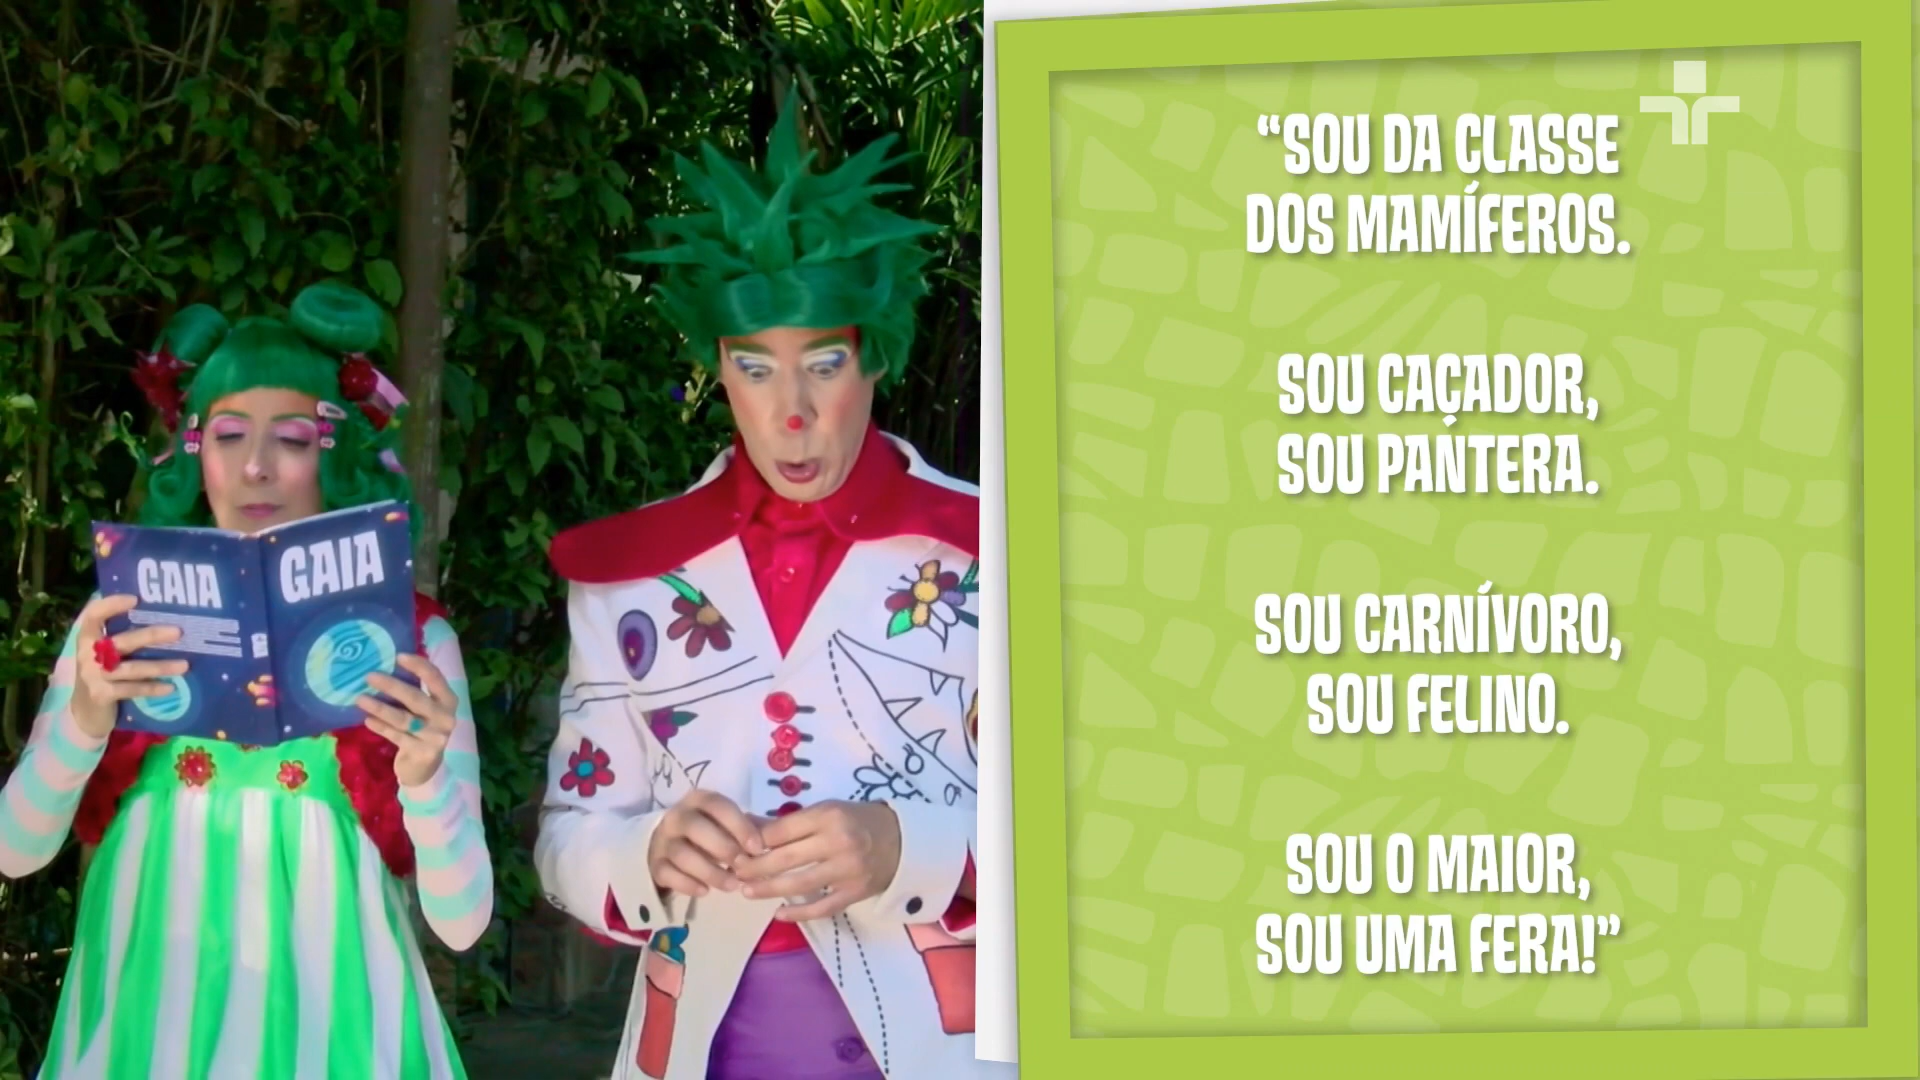 GAIA
GAIA
“SOU DA CLASSE
DOS MAMÍFEROS.
SOU CAÇADOR,
SOU PANTERA.
SOU CARNÍVORO,
SOU FELINO.
SOU O MAIOR,
SOU UMA FERA!”